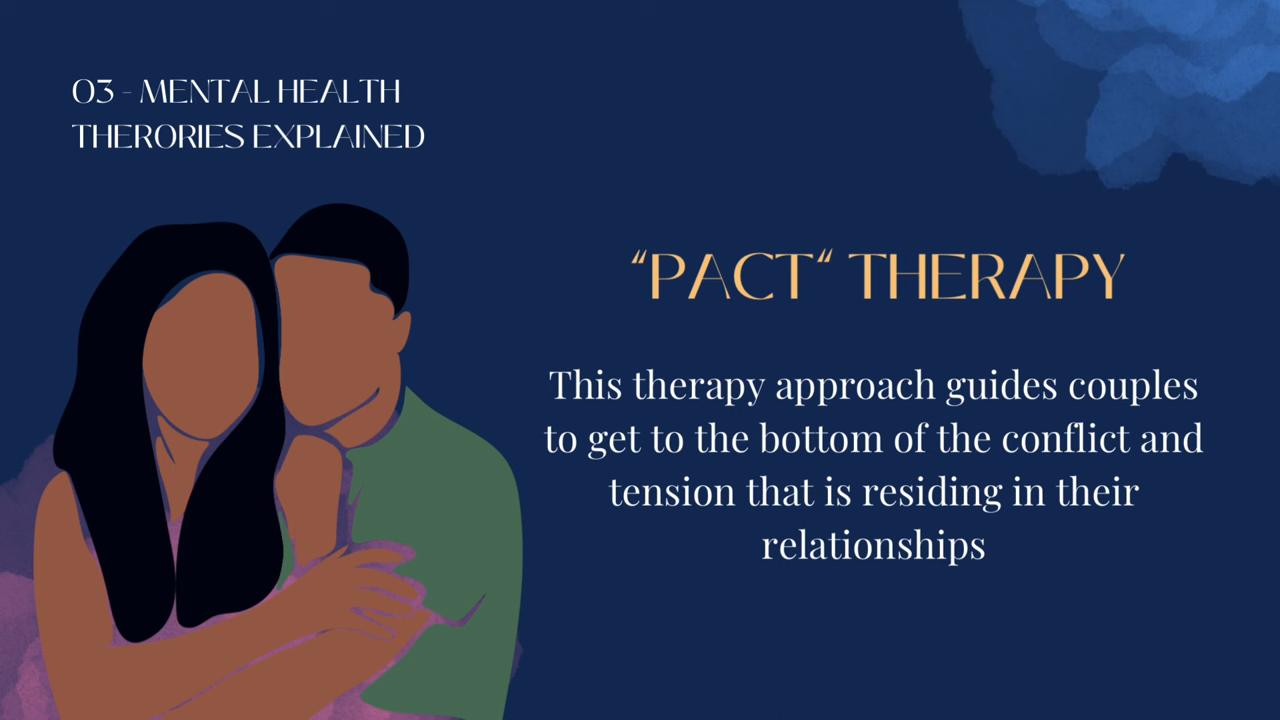 03 - MENTAL HEALTH
THERORIES EXPLAINED
“PACT“ THERAPY
This therapy approach guides couples
to get to the bottom of the conflict and
tension that is residing in their
relationships